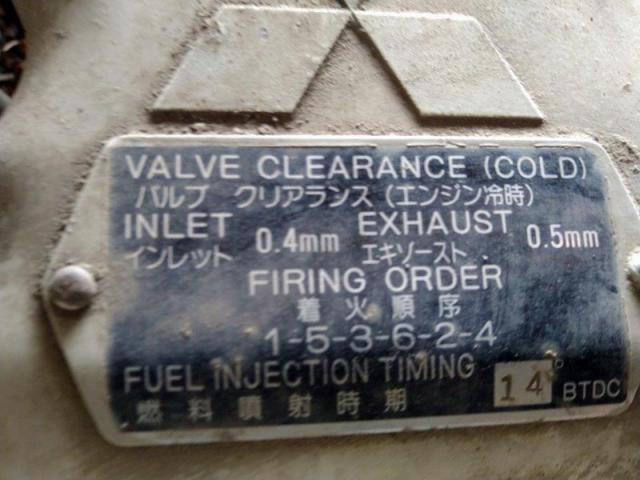 VALVE CLEARANCE (COLD)
バルブ クリアランス (エンジン冷時)
INLET 0.4mm EXHAUST 0.5mm
インレット エキゾースト
FIRING ORDER
着火順序
1-5-3-6-2-4
FUEL INJECTION TIMING 14° BTDC
燃料噴射時期